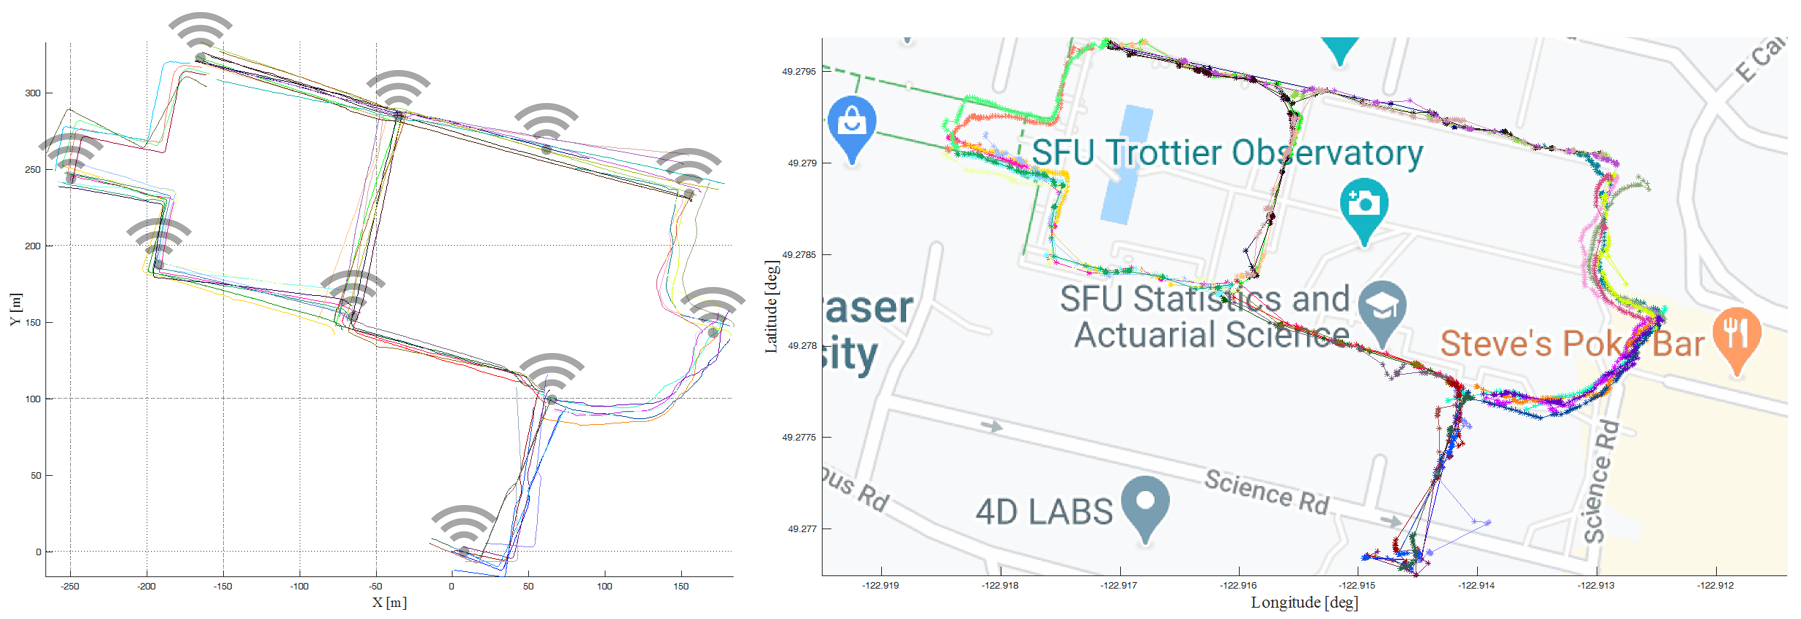 300
250
200
150
100
50
0
-250
-200
-150
-100
-50
0
50
100
150
Y [m]
X [m]
49.2795
49.279
49.2785
49.278
49.2775
49.277
-122.919
-122.918
-122.917
-122.916
-122.915
-122.914
-122.913
-122.912
Latitude [deg]
Longitude [deg]
E Cam
SFU Trottier Observatory
raser
sity
SFU Statistics and
Actuarial Science
Steve's Poke Bar
pus Rd
4D LABS
Science Rd
Science Rd